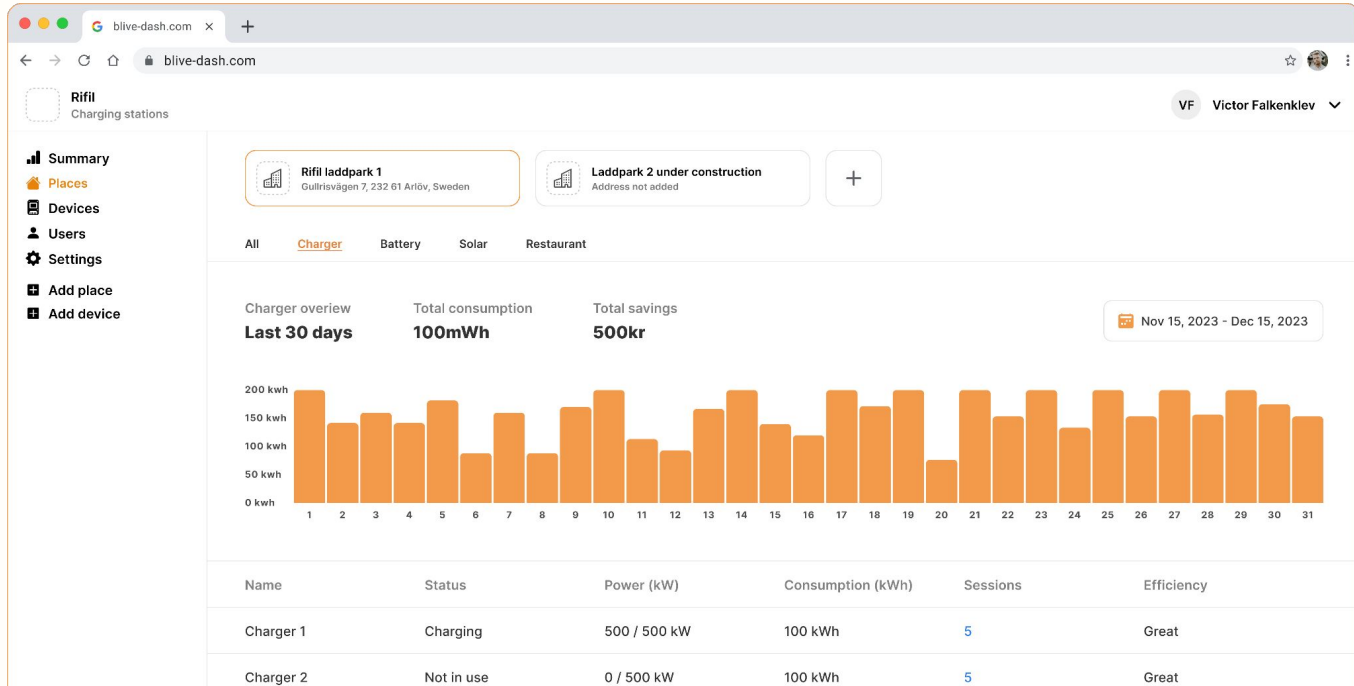 blive-dash.com
blive-dash.com
Rifil
Charging stations
VF Victor Falkenklev
Summary
Places
Devices
Users
Settings
Add place
Add device
Rifil laddpark 1
Gullrisvägen 7, 232 61 Arlöv, Sweden
Laddpark 2 under construction
Address not added
All Charger Battery Solar Restaurant
Charger overiew Total consumption Total savings
Last 30 days 100mWh 500kr
Nov 15, 2023 - Dec 15, 2023
200 kwh
150 kwh
100 kwh
50 kwh
0 kwh
1 2 3 4 5 6 7 8 9 10 11 12 13 14 15 16 17 18 19 20 21 22 23 24 25 26 27 28 29 30 31
Name Status Power (kW) Consumption (kWh) Sessions Efficiency
Charger 1 Charging 500 / 500 kW 100 kWh 5 Great
Charger 2 Not in use 0 / 500 kW 100 kWh 5 Great